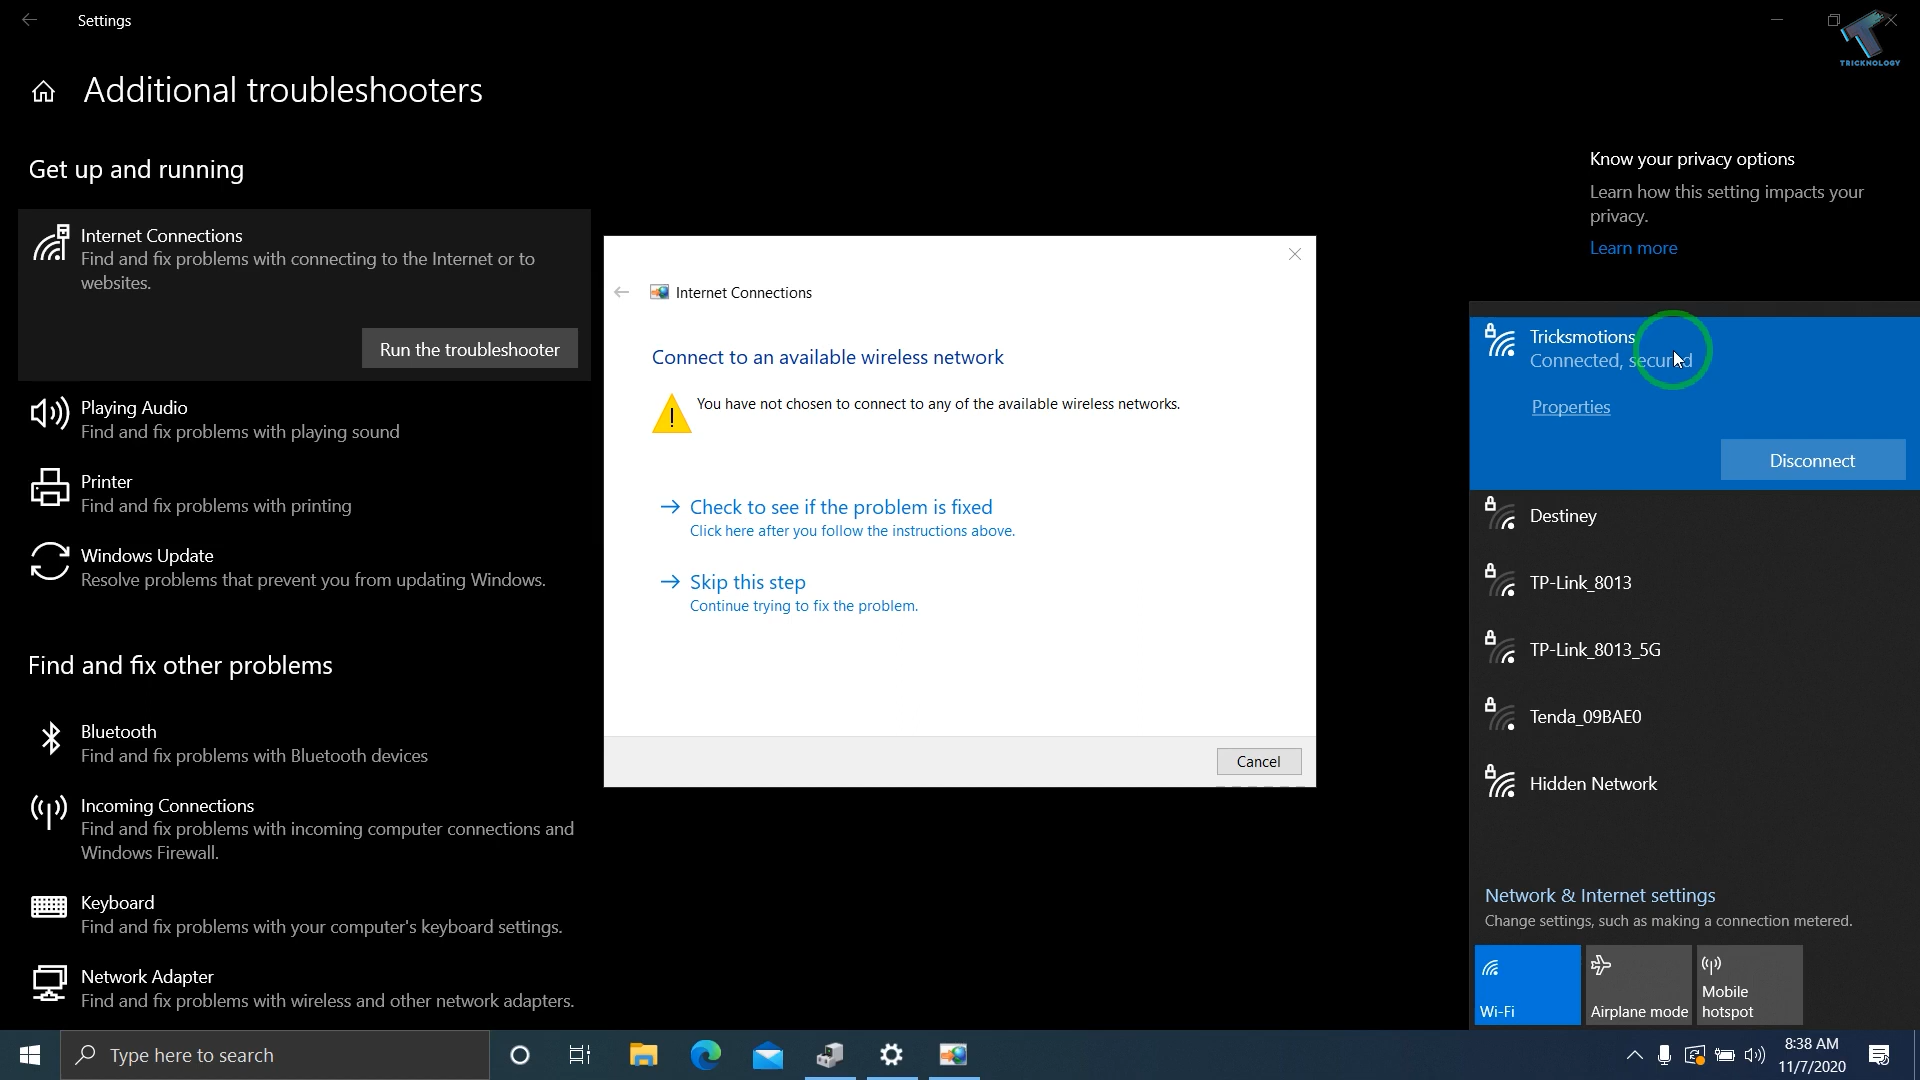 Settings
TRICKNOLOGY
Additional troubleshooters
Get up and running
Internet Connections
Find and fix problems with connecting to the Internet or to
websites.
Run the troubleshooter
Playing Audio
Find and fix problems with playing sound
Printer
Find and fix problems with printing
Windows Update
Resolve problems that prevent you from updating Windows.
Find and fix other problems
Bluetooth
Find and fix problems with Bluetooth devices
Incoming Connections
Find and fix problems with incoming computer connections and
Windows Firewall.
Keyboard
Find and fix problems with your computer's keyboard settings.
Network Adapter
Find and fix problems with wireless and other network adapters.
Internet Connections
Connect to an available wireless network
You have not chosen to connect to any of the available wireless networks.
Check to see if the problem is fixed
Click here after you follow the instructions above.
Skip this step
Continue trying to fix the problem.
Cancel
Know your privacy options
Learn how this setting impacts your
privacy.
Learn more
Tricksmotions
Connected, secured
Properties
Disconnect
Destiney
TP-Link_8013
TP-Link_8013_5G
Tenda_09BAE0
Hidden Network
Network & Internet settings
Change settings, such as making a connection metered.
Wi-Fi
Airplane mode
Mobile
hotspot
Type here to search
8:38 AM
11/7/2020